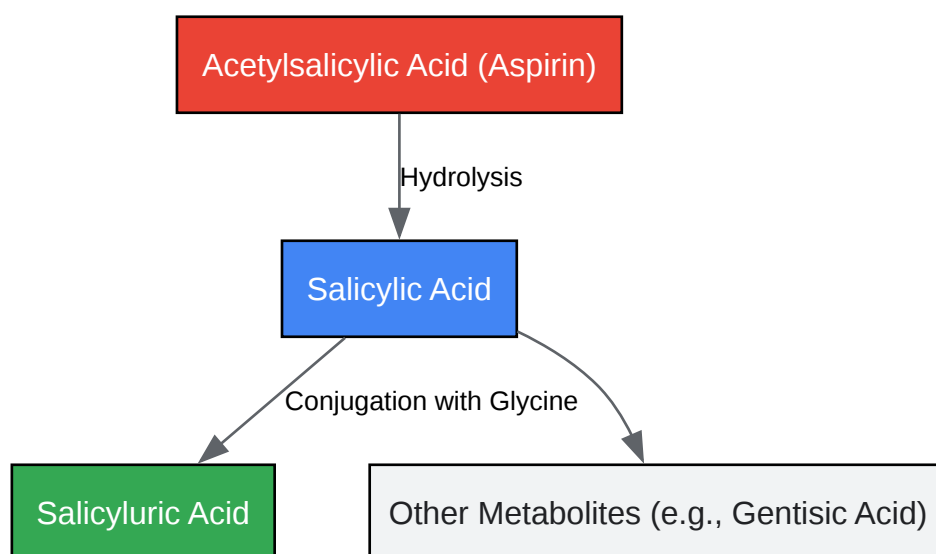 Acetylsalicylic Acid (Aspirin)
Hydrolysis
Salicylic Acid
Conjugation with Glycine
Salicyluric Acid
Other Metabolites (e.g., Gentisic Acid)